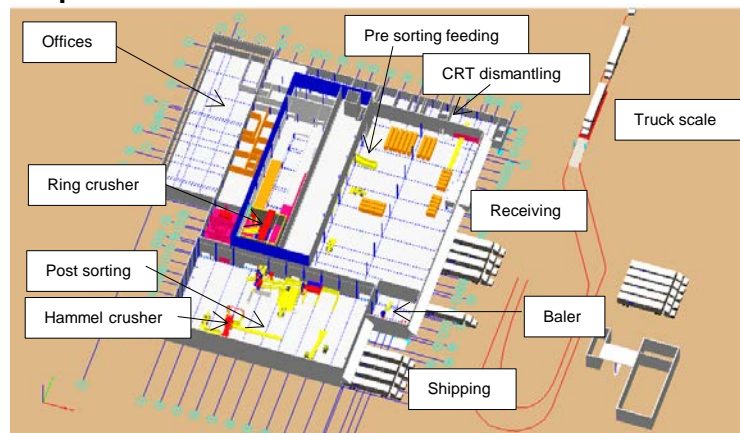 Offices
Pre sorting feeding
CRT dismantling
Truck scale
Ring crusher
Receiving
Post sorting
Hammel crusher
Baler
Shipping